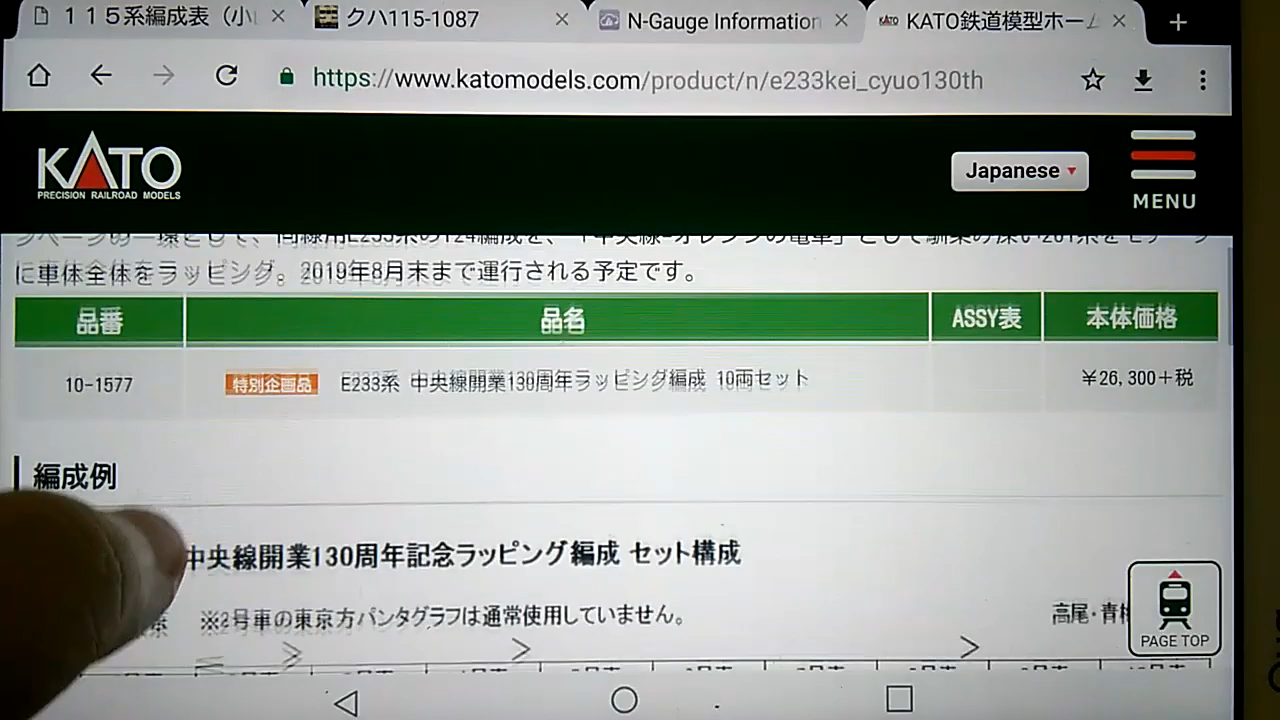 115系編成表（小
クハ115-1087
N-Gauge Information
KATO KATO鉄道模型ホーム
https://www.katomodels.com/product/n/e233kei_cyuo130th
KATO
PRECISION RAILROAD MODELS
Japanese
MENU
に車体全体をラッピング。2019年8月末まで運行される予定です。
品番 品名 ASSY表 本体価格
10-1577 特別企画品 E233系 中央線開業130周年ラッピング編成 10両セット ￥26,300＋税
編成例
中央線開業130周年記念ラッピング編成 セット構成
※2号車の東京方パンタグラフは通常使用していません。
高尾・青梅
PAGE TOP